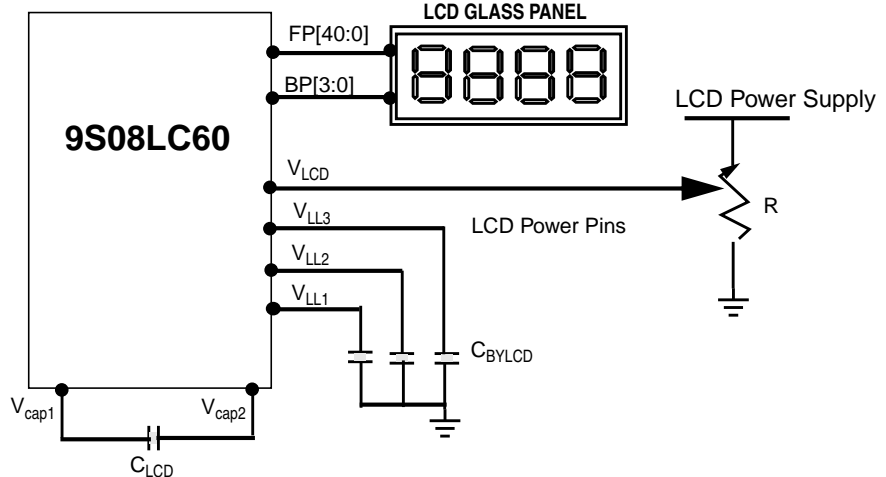 LCD GLASS PANEL
FP[40:0]
BP[3:0]
9S08LC60
LCD Power Supply
VLCD
R
VLL3
LCD Power Pins
VLL2
VLL1
CBYLCD
Vcap1
Vcap2
CLCD